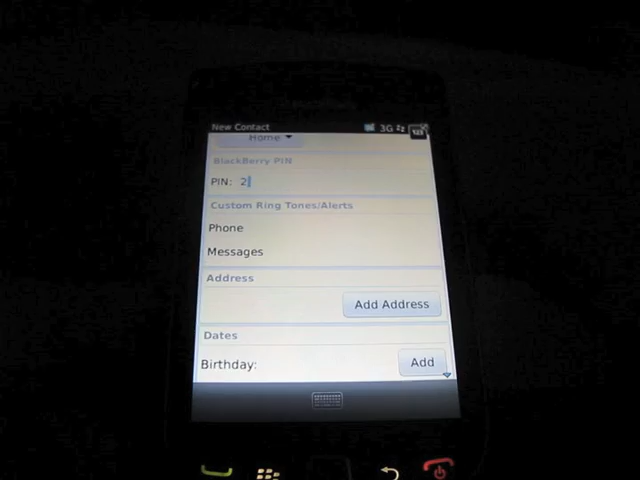 New Contact 3G
Home
BlackBerry PIN
PIN: 2
Custom Ring Tones/Alerts
Phone
Messages
Address
Add Address
Dates
Birthday: Add